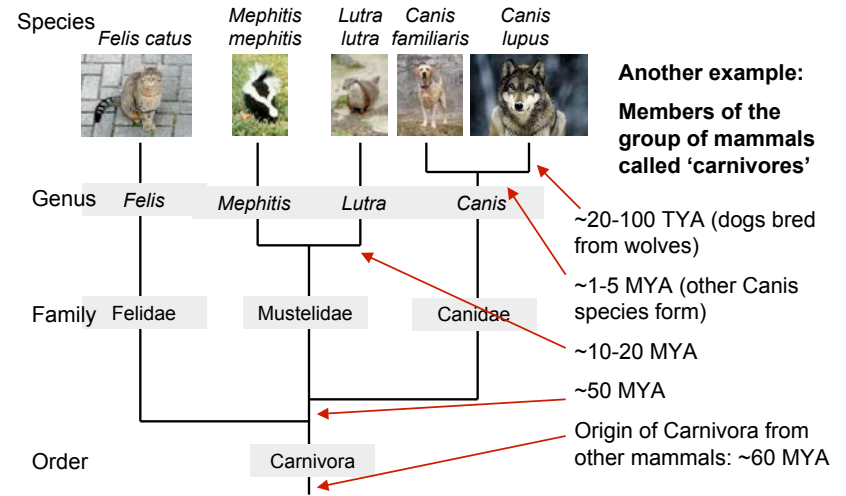 Species
Felis catus
Mephitis
mephitis
Lutra
lutra
Canis
familiaris
Canis
lupus
Another example:
Members of the
group of mammals
called ‘carnivores’
Genus
Felis
Mephitis
Lutra
Canis
~20-100 TYA (dogs bred
from wolves)
~1-5 MYA (other Canis
species form)
Family
Felidae
Mustelidae
Canidae
~10-20 MYA
~50 MYA
Order
Carnivora
Origin of Carnivora from
other mammals: ~60 MYA